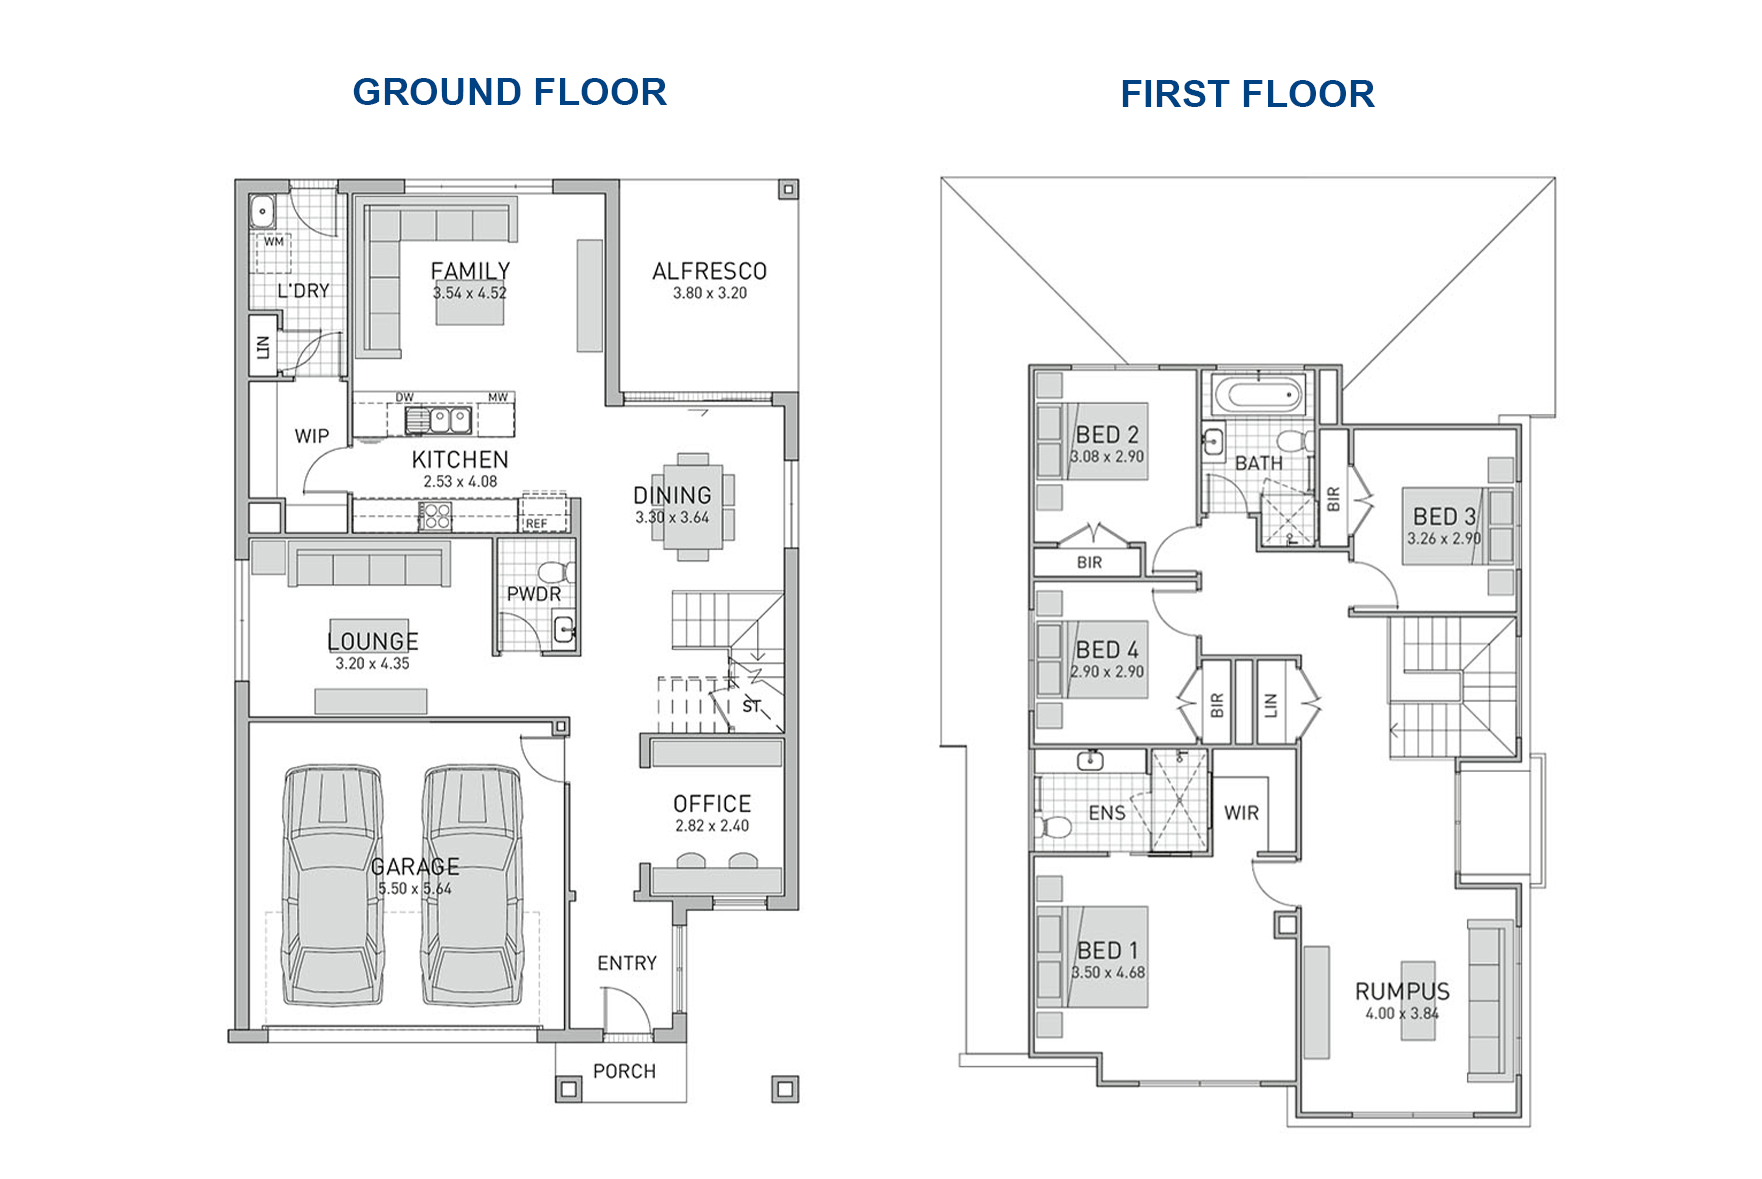 GROUND FLOOR
WM
L'DRY
LIN
FAMILY
3.54 x 4.52
ALFRESCO
3.80 x 3.20
DW
MW
WIP
KITCHEN
2.53 x 4.08
REF
DINING
3.30 x 3.64
PWDR
LOUNGE
3.20 x 4.35
ST
OFFICE
2.82 x 2.40
GARAGE
5.50 x 5.64
ENTRY
PORCH
FIRST FLOOR
BED 2
3.08 x 2.90
BATH
BIR
BED 3
3.26 x 2.90
BIR
BED 4
2.90 x 2.90
BIR
LIN
ENS
WIR
BED 1
3.50 x 4.68
RUMPUS
4.00 x 3.84